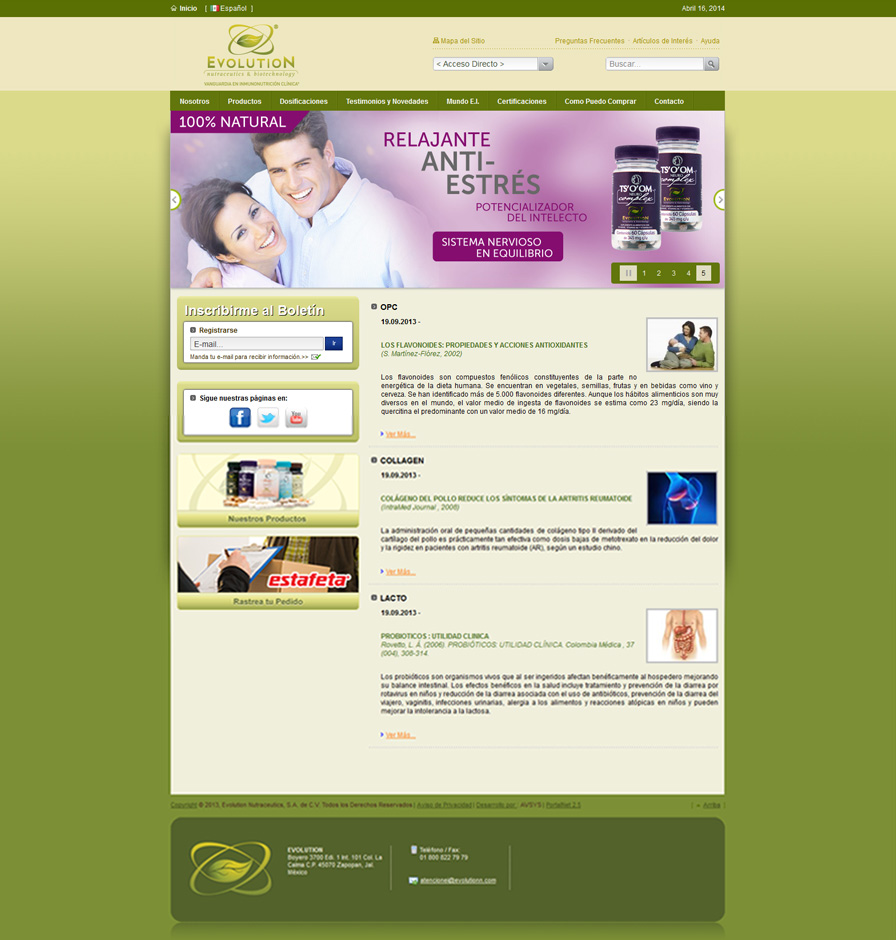 Inicio [ Español ]
Abril 16, 2014
EVOLUTION
nutraceutics & biotechnology
VANGUARDIA EN INMUNONUTRICIÓN CLÍNICA
Mapa del Sitio
Preguntas Frecuentes · Artículos de Interés · Ayuda
< Acceso Directo >
Buscar...
Nosotros Productos Dosificaciones Testimonios y Novedades Mundo E.I. Certificaciones Como Puedo Comprar Contacto
100% NATURAL
RELAJANTE
ANTI-
ESTRÉS
POTENCIALIZADOR
DEL INTELECTO
SISTEMA NERVIOSO
EN EQUILIBRIO
TS'O'OM
complex
EVOLUTION
60 Cápsulas
1 2 3 4 5
Inscribirme al Boletín
Registrarse
E-mail...
Ir
Manda tu e-mail para recibir información.>>
Sigue nuestras páginas en:
You
Tube
Nuestros Productos
estafeta
Rastrea tu Pedido
OPC
19.09.2013 -
LOS FLAVONOIDES: PROPIEDADES Y ACCIONES ANTIOXIDANTES
(S. Martínez-Flórez, 2002)
Los flavonoides son compuestos fenólicos constituyentes de la parte no
energética de la dieta humana. Se encuentran en vegetales, semillas, frutas y en bebidas como vino y
cerveza. Se han identificado más de 5.000 flavonoides diferentes. Aunque los hábitos alimenticios son muy
diversos en el mundo, el valor medio de ingesta de flavonoides se estima como 23 mg/día, siendo la
quercitina el predominante con un valor medio de 16 mg/día.
Ver Más...
COLLAGEN
19.09.2013 -
COLÁGENO DEL POLLO REDUCE LOS SÍNTOMAS DE LA ARTRITIS REUMATOIDE
(IntraMed Journal , 2008)
La administración oral de pequeñas cantidades de colágeno tipo II derivado del
cartílago del pollo es prácticamente tan efectiva como dosis bajas de metotrexato en la reducción del dolor
y la rigidez en pacientes con artritis reumatoide (AR), según un estudio chino.
Ver Más...
LACTO
19.09.2013 -
PROBIOTICOS : UTILIDAD CLINICA
Rovetto, L. Á. (2006). PROBIÓTICOS: UTILIDAD CLÍNICA. Colombia Médica , 37
(004), 308-314.
Los probióticos son organismos vivos que al ser ingeridos afectan benéficamente al hospedero mejorando
su balance intestinal. Los efectos benéficos en la salud incluye tratamiento y prevención de la diarrea por
rotavirus en niños y reducción de la diarrea asociada con el uso de antibióticos, prevención de la diarrea del
viajero, vaginitis, infecciones urinarias, alergia a los alimentos y reacciones atópicas en niños y pueden
mejorar la intolerancia a la lactosa.
Ver Más...
Copyright © 2013, Evolution Nutraceutica, S.A. de C.V. Todos los Derechos Reservados | Aviso de Privacidad | Desarrollo por : AVSYS | PortalNet 2.5
| Arriba |
EVOLUTION
Boyero 3700 Edi. 1 Int. 101 Col. La
Calma C.P. 45070 Zapopan, Jal.
México
Teléfono / Fax:
01 800 822 79 79
atencionei@evolutionn.com